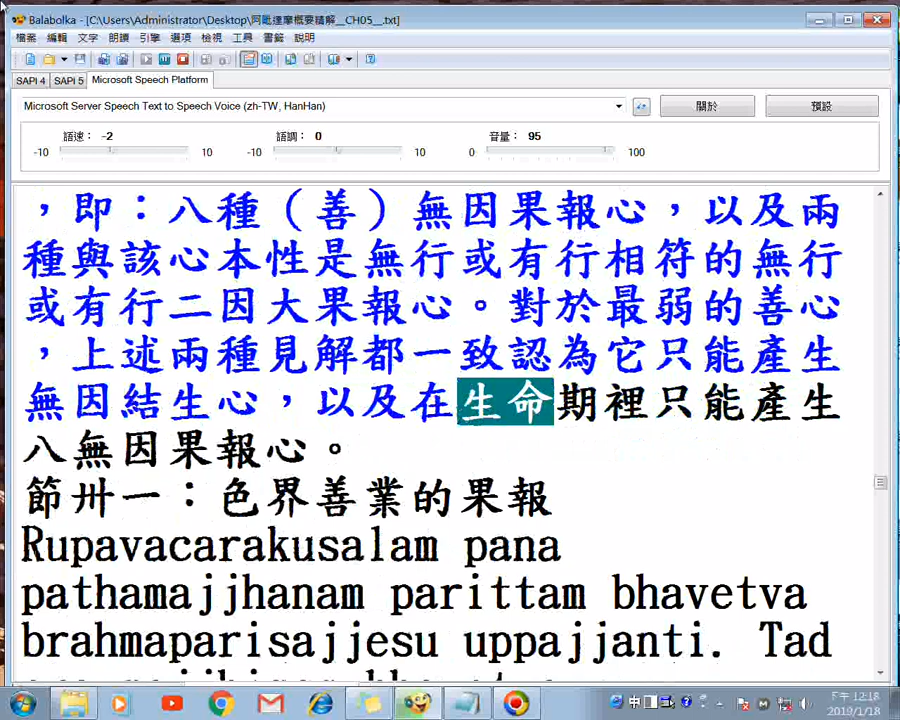 Balabolka - [C:\Users\Administrator\Desktop\阿毗達摩概要精解__CH05__.txt]
檔案 編輯 文字 朗讀 引擎 選項 檢視 工具 書籤 說明
SAPI 4 SAPI 5 Microsoft Speech Platform
Microsoft Server Speech Text to Speech Voice (zh-TW, HanHan) 關於 預設
語速： -2 語調： 0 音量： 95
-10 10 -10 10 0 100
，即：八種（善）無因果報心，以及兩
種與該心本性是無行或有行相符的無行
或有行二因大果報心。對於最弱的善心
，上述兩種見解都一致認為它只能產生
無因結生心，以及在生命期裡只能產生
八無因果報心。
節卅一：色界善業的果報
Rupavacarakusalam pana
pathamajjhanam parittam bhavetva
brahmaparisajjesu uppajjanti. Tad
中
下午 12:18
2019/1/18